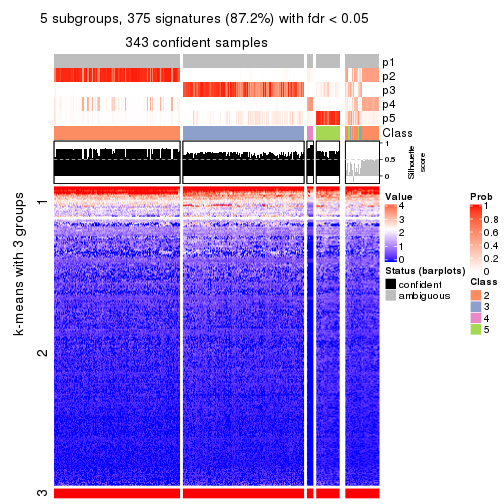 5 subgroups, 375 signatures (87.2%) with fdr < 0.05
343 confident samples
p1
p2
p3
p4
p5
Class
1
0.5
0
Silhouette
score
k-means with 3 groups
1
2
3
Value
4
3
2
1
0
Status (barplots)
confident
ambiguous
Prob
1
0.8
0.6
0.4
0.2
0
Class
2
3
4
5